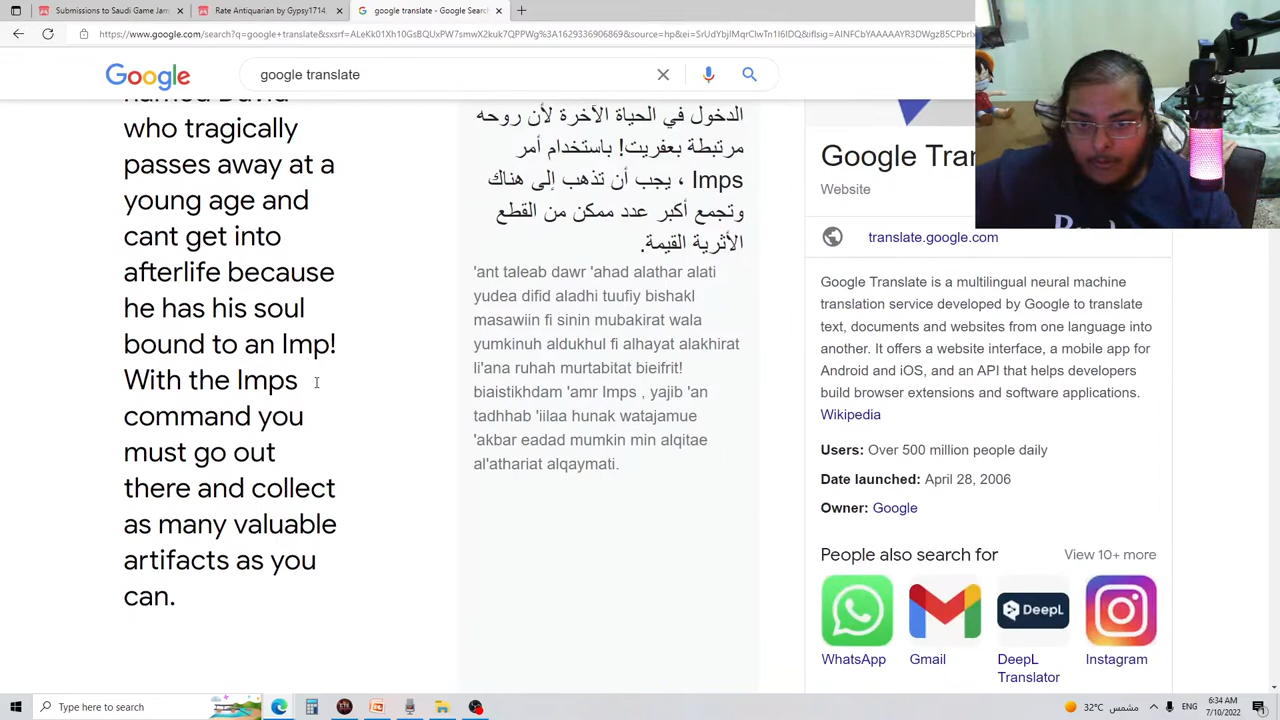 Submissions to Saudi Game Jam
Rate Antiquarian by Gypsy1714
google translate - Google Search
Google
google translate
named David
who tragically
passes away at a
young age and
cant get into
afterlife because
he has his soul
bound to an Imp!
With the Imps
command you
must go out
there and collect
as many valuable
artifacts as you
can.
الدخول في الحياة الآخرة لأن روحه
مرتبطة بعفريت! باستخدام أمر
Imps ، يجب أن تذهب إلى هناك
وتجمع أكبر عدد ممكن من القطع
الأثرية القيمة.
'ant taleab dawr 'ahad alathar alati
yudea difid aladhi tuufiy bishakl
masawiin fi sinin mubakirat wala
yumkinuh aldukhul fi alhayat alakhirat
li'ana ruhah murtabitat bieifrit!
biaistikhdam 'amr Imps , yajib 'an
tadhhab 'iilaa hunak watajamue
'akbar eadad mumkin min alqitae
al'athariat alqaymati.
Google Tran
Website
translate.google.com
Google Translate is a multilingual neural machine
translation service developed by Google to translate
text, documents and websites from one language into
another. It offers a website interface, a mobile app for
Android and iOS, and an API that helps developers
build browser extensions and software applications.
Wikipedia
Users: Over 500 million people daily
Date launched: April 28, 2006
Owner: Google
People also search for
View 10+ more
DeepL
WhatsApp
Gmail
DeepL
Translator
Instagram
Type here to search
32°C مشمس
ENG
6:34 AM
7/10/2022